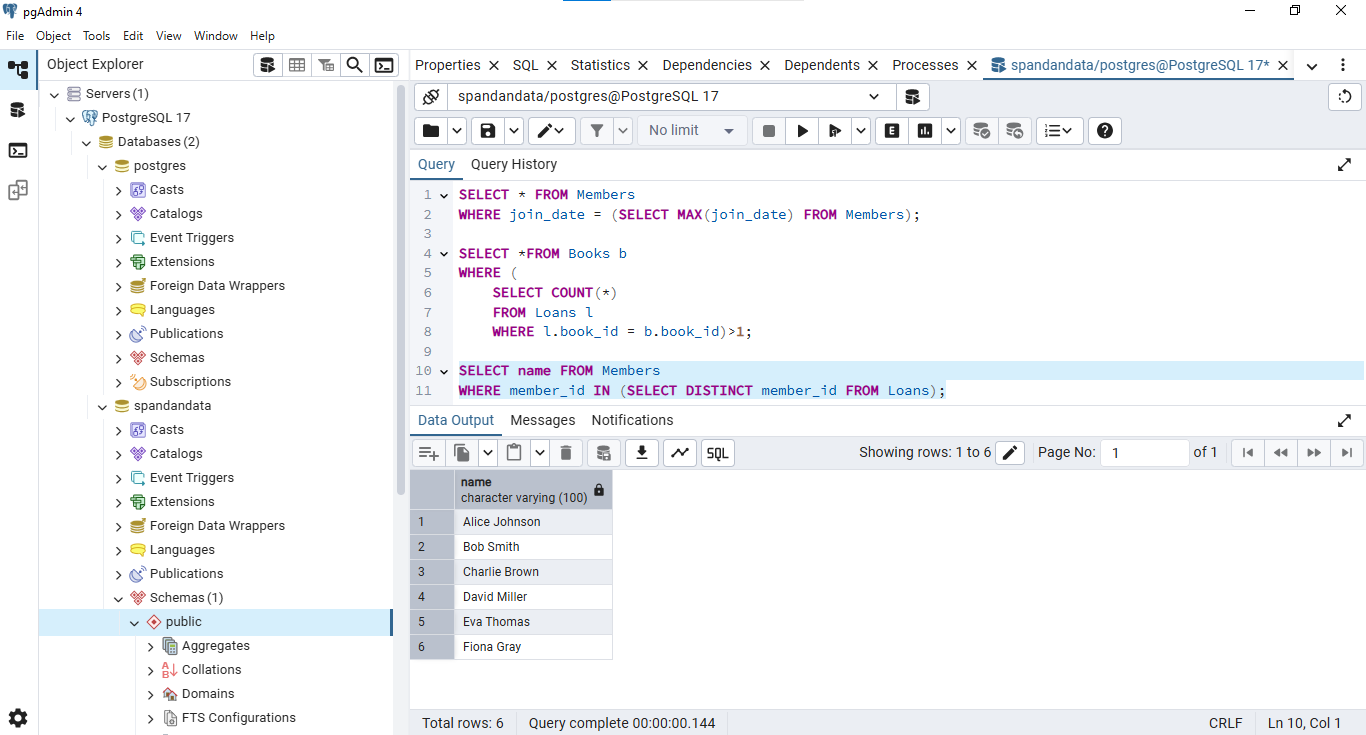 pgAdmin 4
File Object Tools Edit View Window Help
Object Explorer
Servers (1)
PostgreSQL 17
Databases (2)
postgres
Casts
Catalogs
Event Triggers
Extensions
Foreign Data Wrappers
Languages
Publications
Schemas
Subscriptions
spandandata
Casts
Catalogs
Event Triggers
Extensions
Foreign Data Wrappers
Languages
Publications
Schemas (1)
public
Aggregates
Collations
Domains
FTS Configurations
Properties SQL Statistics Dependencies Dependents Processes spandandata/postgres@PostgreSQL 17*
spandandata/postgres@PostgreSQL 17
No limit E
Query Query History
1 SELECT * FROM Members
2 WHERE join_date = (SELECT MAX(join_date) FROM Members);
3
4 SELECT *FROM Books b
5 WHERE (
6 SELECT COUNT(*)
7 FROM Loans l
8 WHERE l.book_id = b.book_id)>1;
9
10 SELECT name FROM Members
11 WHERE member_id IN (SELECT DISTINCT member_id FROM Loans);
Data Output Messages Notifications
SQL Showing rows: 1 to 6 Page No: 1 of 1
name
character varying (100)
1 Alice Johnson
2 Bob Smith
3 Charlie Brown
4 David Miller
5 Eva Thomas
6 Fiona Gray
Total rows: 6 Query complete 00:00:00.144 CRLF Ln 10, Col 1